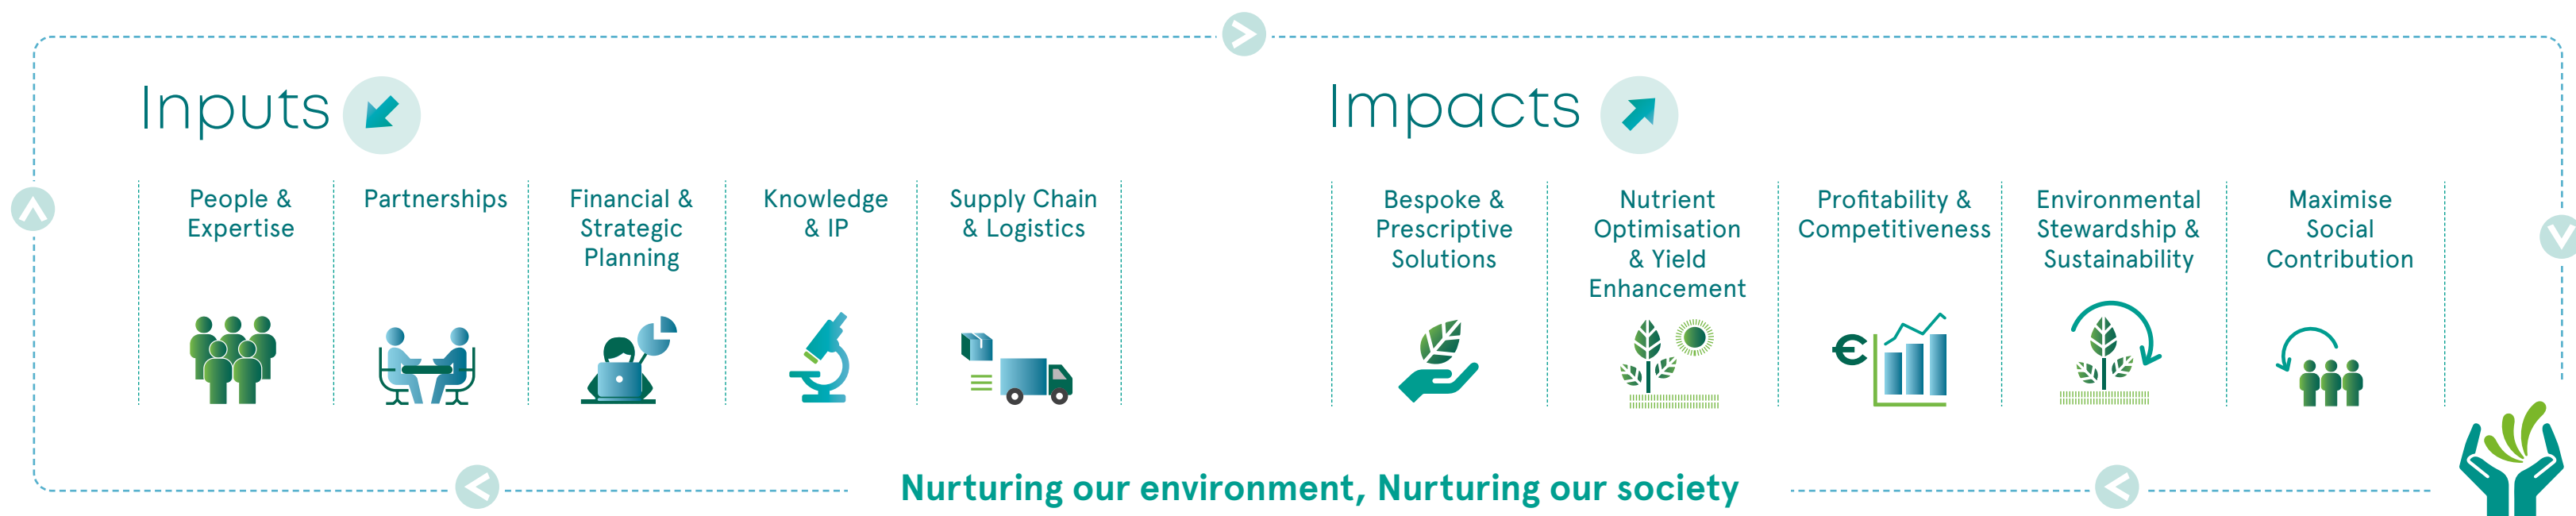 Inputs
People &
Expertise
Partnerships
Financial &
Strategic
Planning
Knowledge
& IP
Supply Chain
& Logistics
Impacts
Bespoke &
Prescriptive
Solutions
Nutrient
Optimisation
& Yield
Enhancement
Profitability &
Competitiveness
€
Environmental
Stewardship &
Sustainability
Maximise
Social
Contribution
Nurturing our environment, Nurturing our society